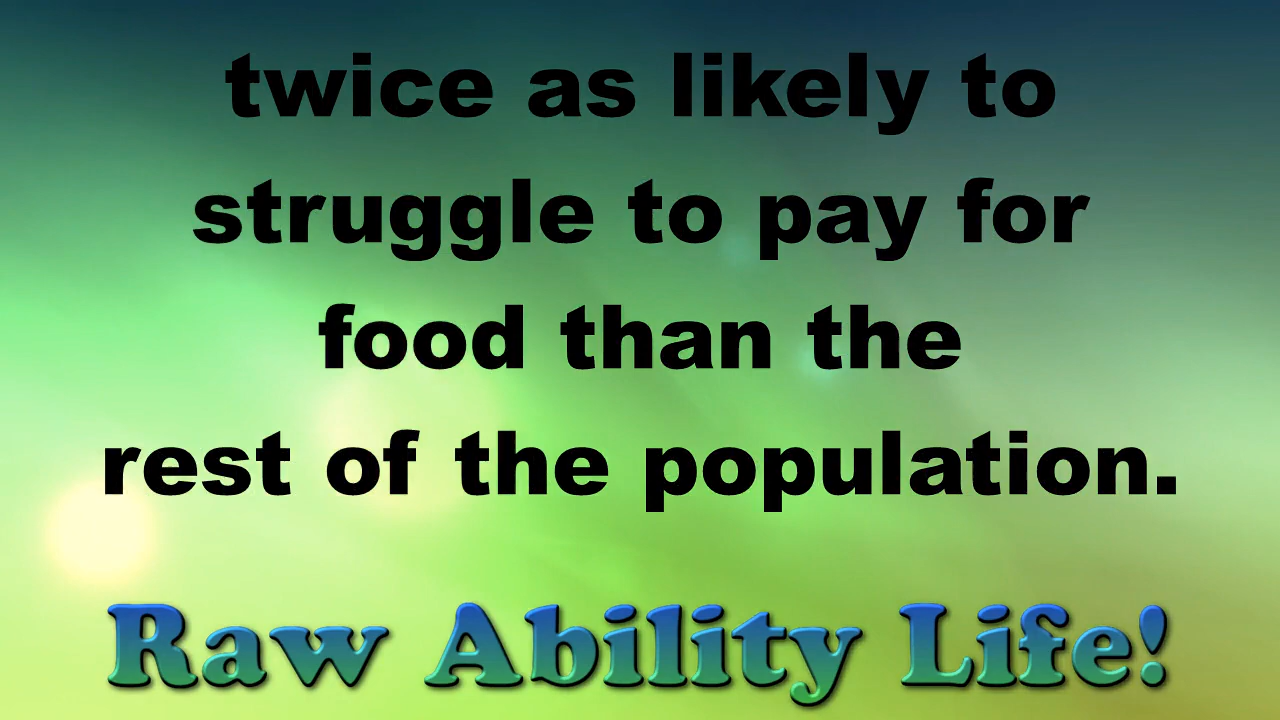 twice as likely to
struggle to pay for
food than the
rest of the population.
Raw Ability Life!